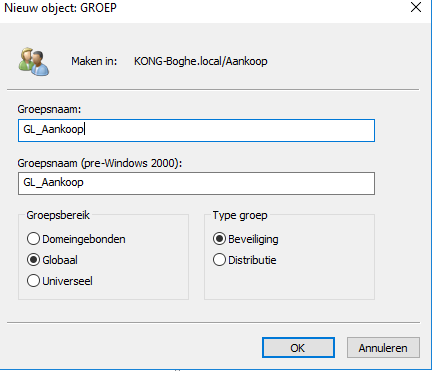 Nieuw object: GROEP
Maken in: KONG-Boghe.local/Aankoop
Groepsnaam:
GL_Aankoop
Groepsnaam (pre-Windows 2000):
GL_Aankoop
Groepsbereik
Domeingebonden
Globaal
Universeel
Type groep
Beveiliging
Distributie
OK
Annuleren